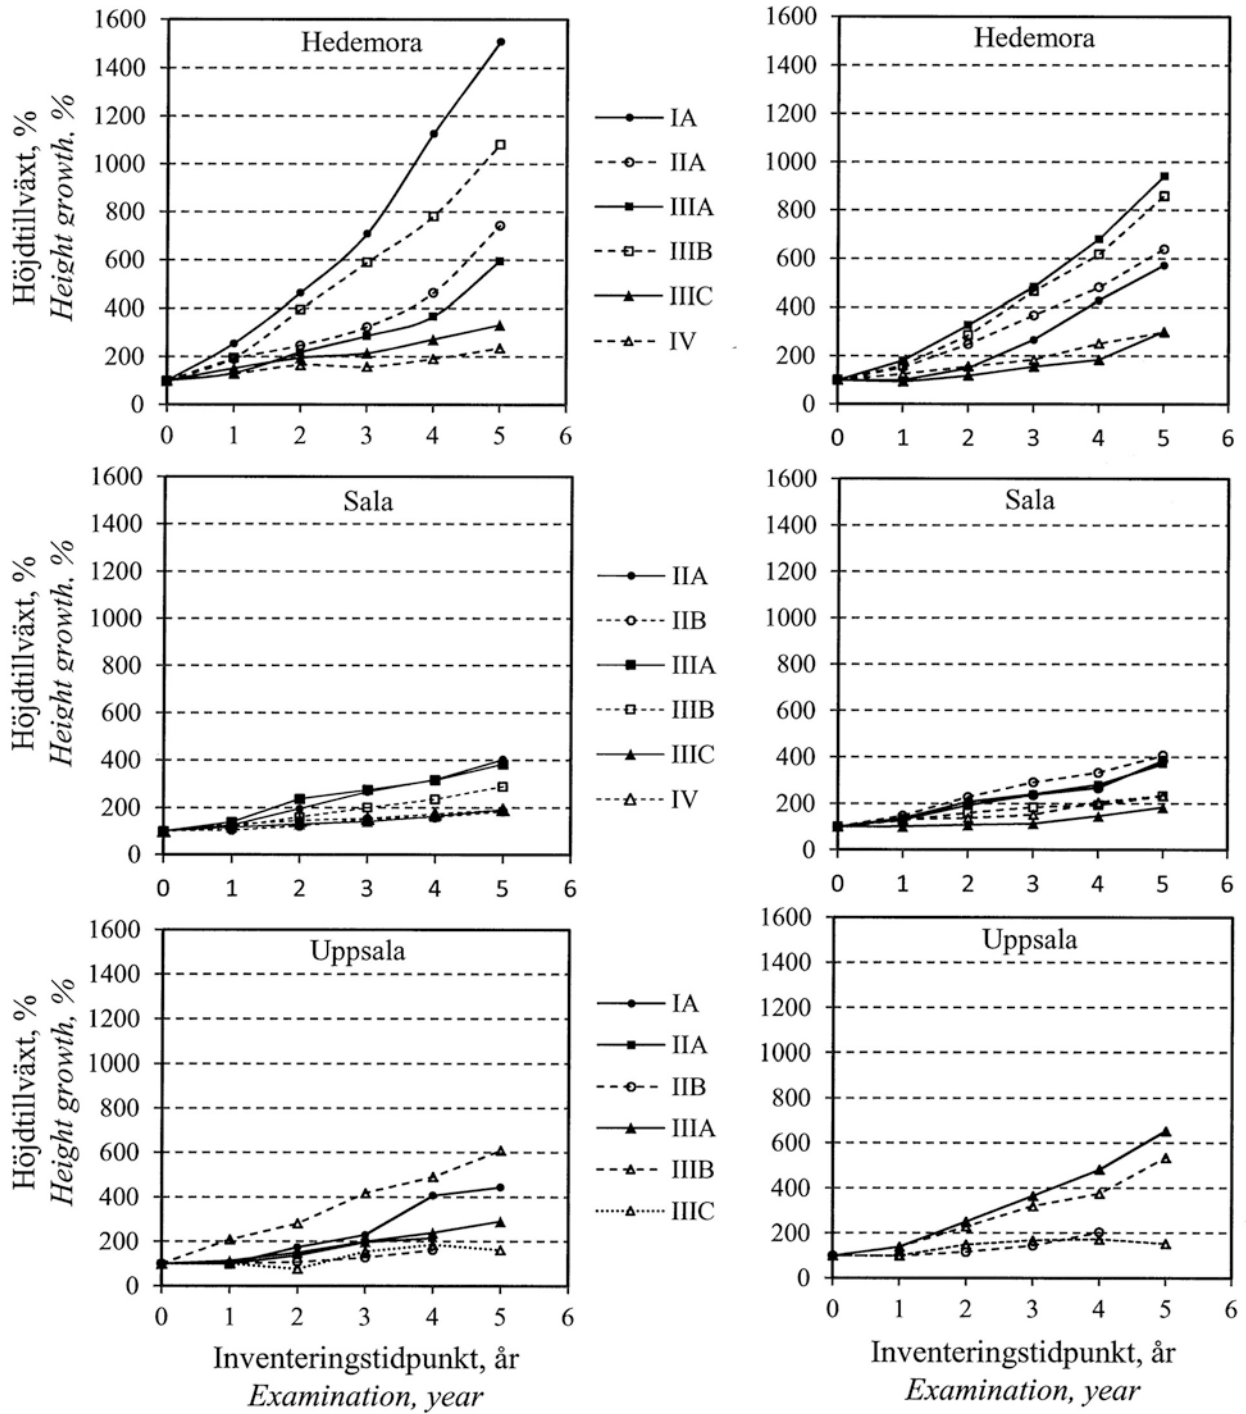 Höjdtillväxt, %
Height growth, %
1600
1400
1200
1000
800
600
400
200
0
0 1 2 3 4 5 6
Hedemora
IA
IIA
IIIA
IIIB
IIIC
IV
1600
1400
1200
1000
800
600
400
200
0
0 1 2 3 4 5 6
Hedemora
Höjdtillväxt, %
Height growth, %
1600
1400
1200
1000
800
600
400
200
0
0 1 2 3 4 5 6
Sala
IIA
IIB
IIIA
IIIB
IIIC
IV
1600
1400
1200
1000
800
600
400
200
0
0 1 2 3 4 5 6
Sala
Höjdtillväxt, %
Height growth, %
1600
1400
1200
1000
800
600
400
200
0
0 1 2 3 4 5 6
Uppsala
Inventeringstidpunkt, år
Examination, year
IA
IIA
IIB
IIIA
IIIB
IIIC
1600
1400
1200
1000
800
600
400
200
0
0 1 2 3 4 5 6
Uppsala
Inventeringstidpunkt, år
Examination, year